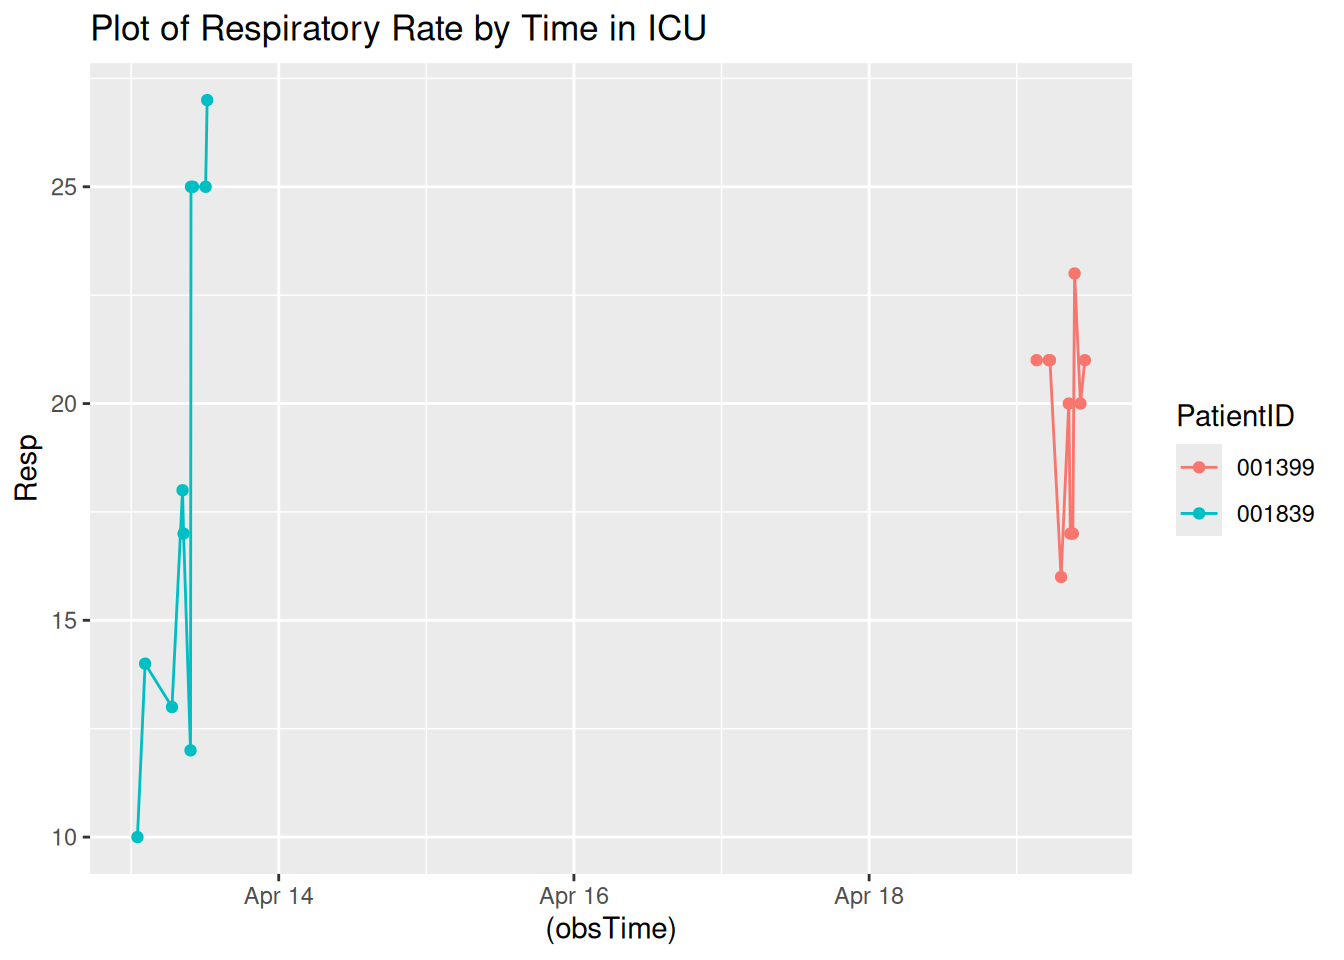 Plot of Respiratory Rate by Time in ICU
25
20
15
10
Resp
Apr 14
Apr 16
Apr 18
(obsTime)
PatientID
001399
001839